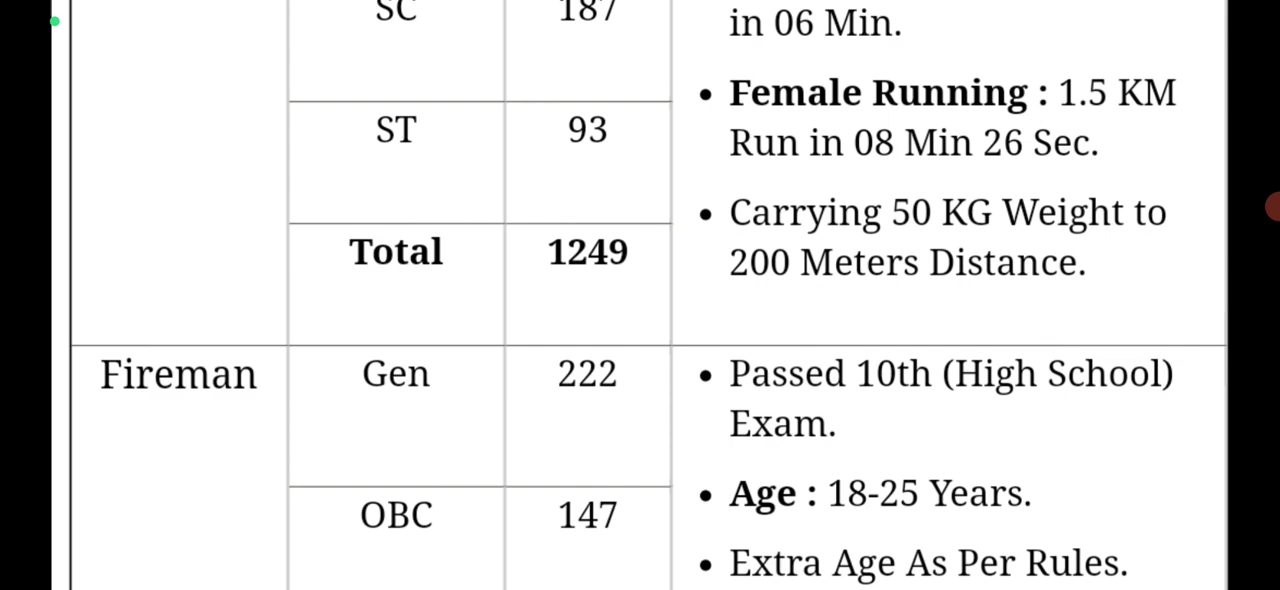 SC 187 in 06 Min.
• Female Running : 1.5 KM
ST 93 Run in 08 Min 26 Sec.
• Carrying 50 KG Weight to
Total 1249 200 Meters Distance.
Fireman Gen 222 • Passed 10th (High School)
Exam.
• Age : 18-25 Years.
OBC 147
• Extra Age As Per Rules.